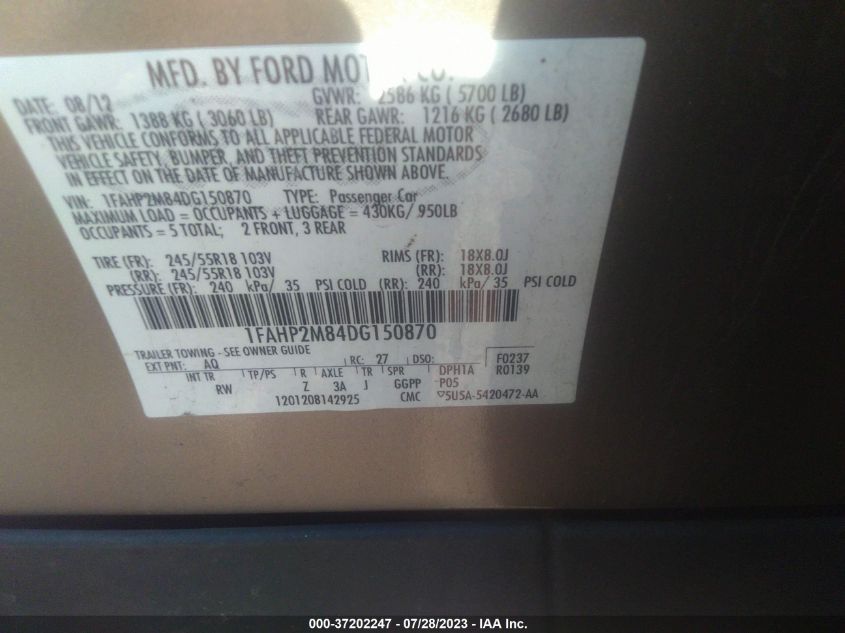 MFD. BY FORD MOTOR CO.
DATE: 08/12 GVWR: 2586 KG ( 5700 LB)
FRONT GAWR: 1388 KG ( 3060 LB) REAR GAWR: 1216 KG ( 2680 LB)
THIS VEHICLE CONFORMS TO ALL APPLICABLE FEDERAL MOTOR
VEHICLE SAFETY, BUMPER, AND THEFT PREVENTION STANDARDS
IN EFFECT ON THE DATE OF MANUFACTURE SHOWN ABOVE.
VIN: 1FAHP2M84DG150870 TYPE: Passenger Car
MAXIMUM LOAD = OCCUPANTS + LUGGAGE = 430KG/ 950LB
OCCUPANTS = 5 TOTAL; 2 FRONT, 3 REAR
TIRE (FR): 245/55R18 103V RIMS (FR): 18X8.0J
(RR): 245/55R18 103V (RR): 18X8.0J
PRESSURE (FR): 240 kPa/ 35 PSI COLD (RR): 240 kPa/ 35 PSI COLD
1FAHP2M84DG150870
TRAILER TOWING - SEE OWNER GUIDE
EXT PNT: AQ RC: 27 DSO: F0237
INT TR TP/PS R AXLE TR SPR DPH1A R0139
RW Z 3A J GGPP P05
1201208142925 CMC ▽5U5A-5420472-AA
000-37202247 - 07/28/2023 - IAA Inc.